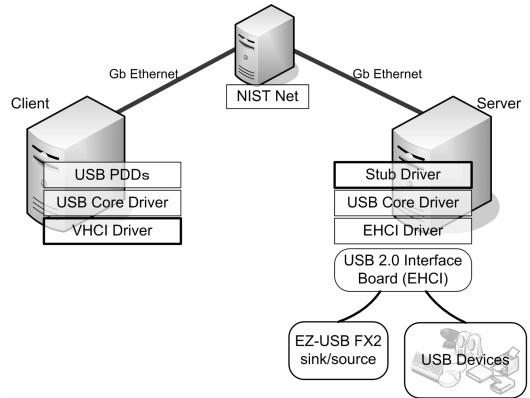 Gb Ethernet
Gb Ethernet
NIST Net
Client
Server
USB PDDs
USB Core Driver
VHCI Driver
Stub Driver
USB Core Driver
EHCI Driver
USB 2.0 Interface
Board (EHCI)
EZ-USB FX2
sink/source
USB Devices